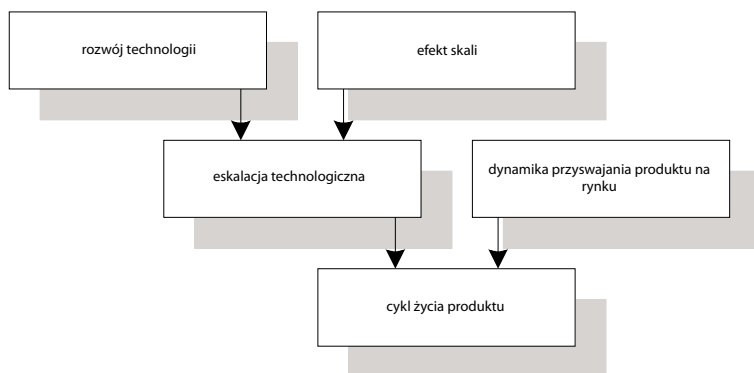 rozwój technologii
efekt skali
eskalacja technologiczna
dynamika przyswajania produktu na
rynku
cykl życia produktu